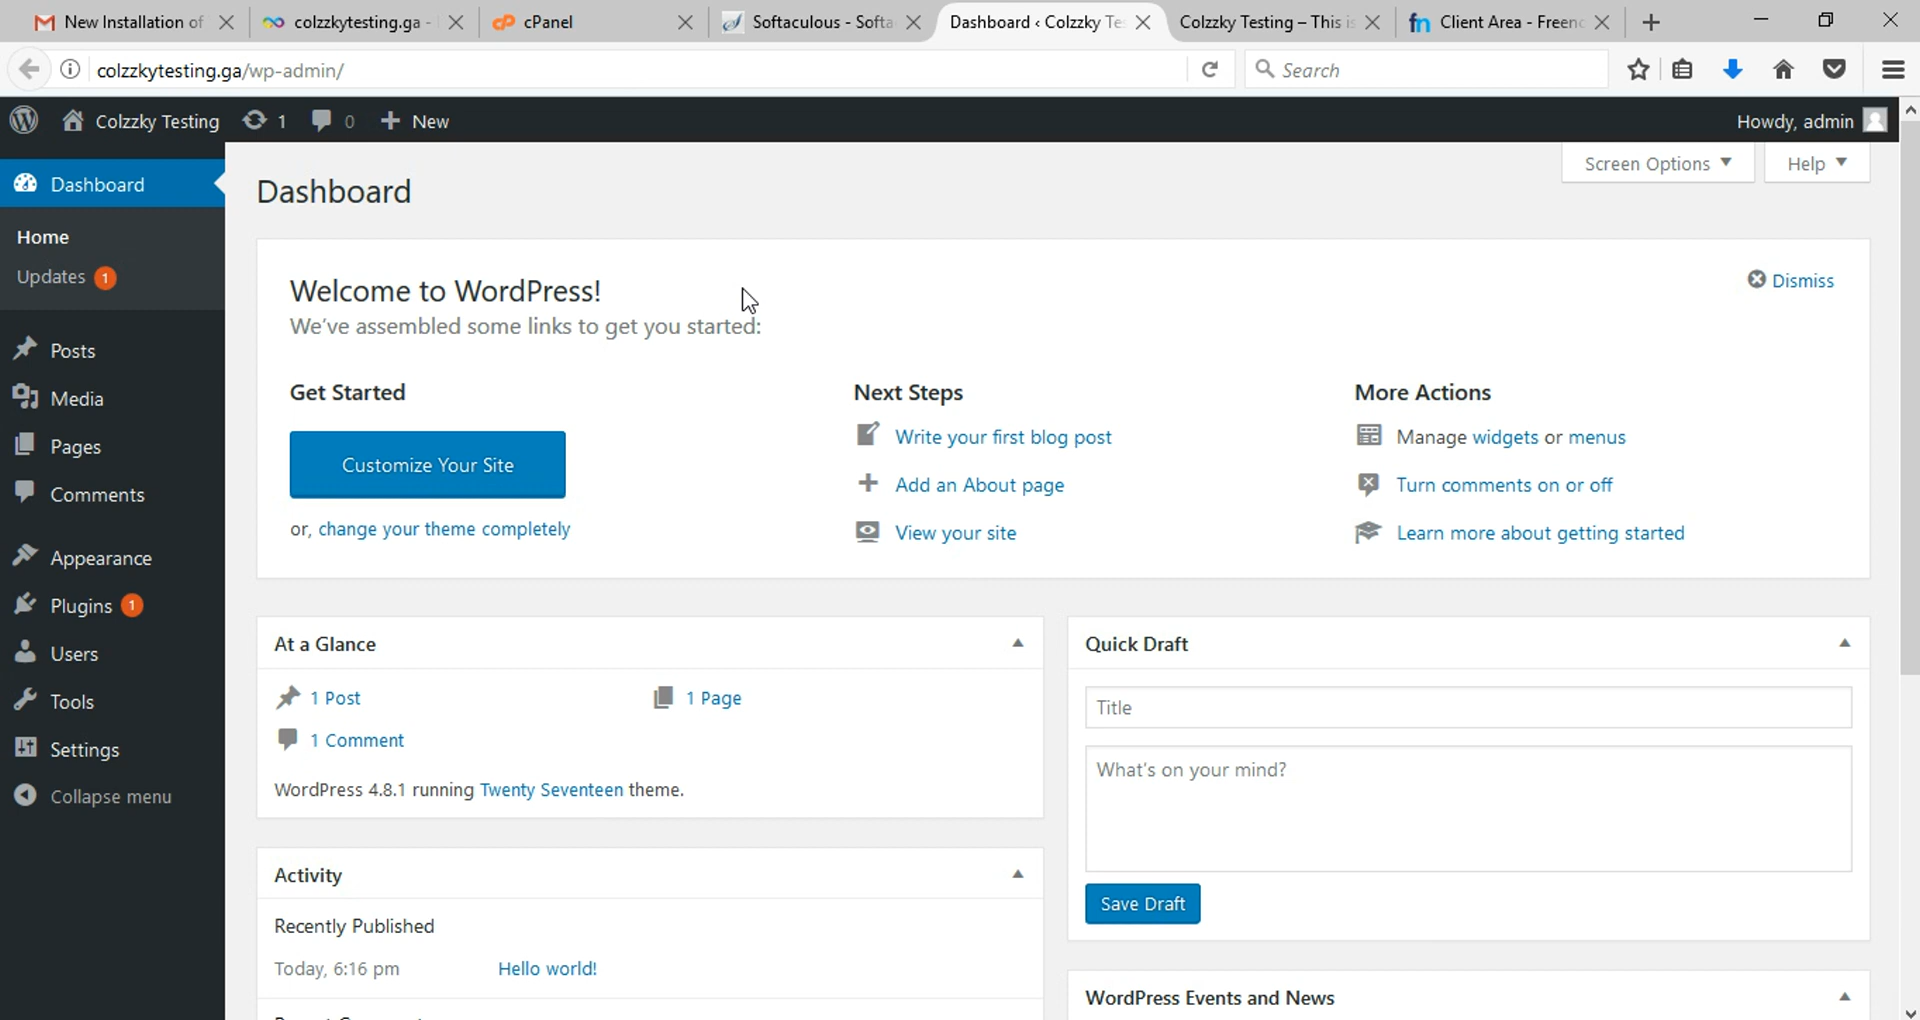 New Installation of
colzzkytesting.ga -
cPanel
Softaculous - Softa
Dashboard ‹ Colzzky Te
Colzzky Testing – This is
Client Area - Freen
colzzkytesting.ga/wp-admin/
Search
Colzzky Testing
1
0
New
Howdy, admin
Screen Options
Help
Dashboard
Home
Updates 1
Posts
Media
Pages
Comments
Appearance
Plugins 1
Users
Tools
Settings
Collapse menu
Dashboard
Welcome to WordPress!
We've assembled some links to get you started:
Dismiss
Get Started
Customize Your Site
or, change your theme completely
Next Steps
Write your first blog post
Add an About page
View your site
More Actions
Manage widgets or menus
Turn comments on or off
Learn more about getting started
At a Glance
1 Post
1 Page
1 Comment
WordPress 4.8.1 running Twenty Seventeen theme.
Activity
Recently Published
Today, 6:16 pm
Hello world!
Quick Draft
Title
What's on your mind?
Save Draft
WordPress Events and News